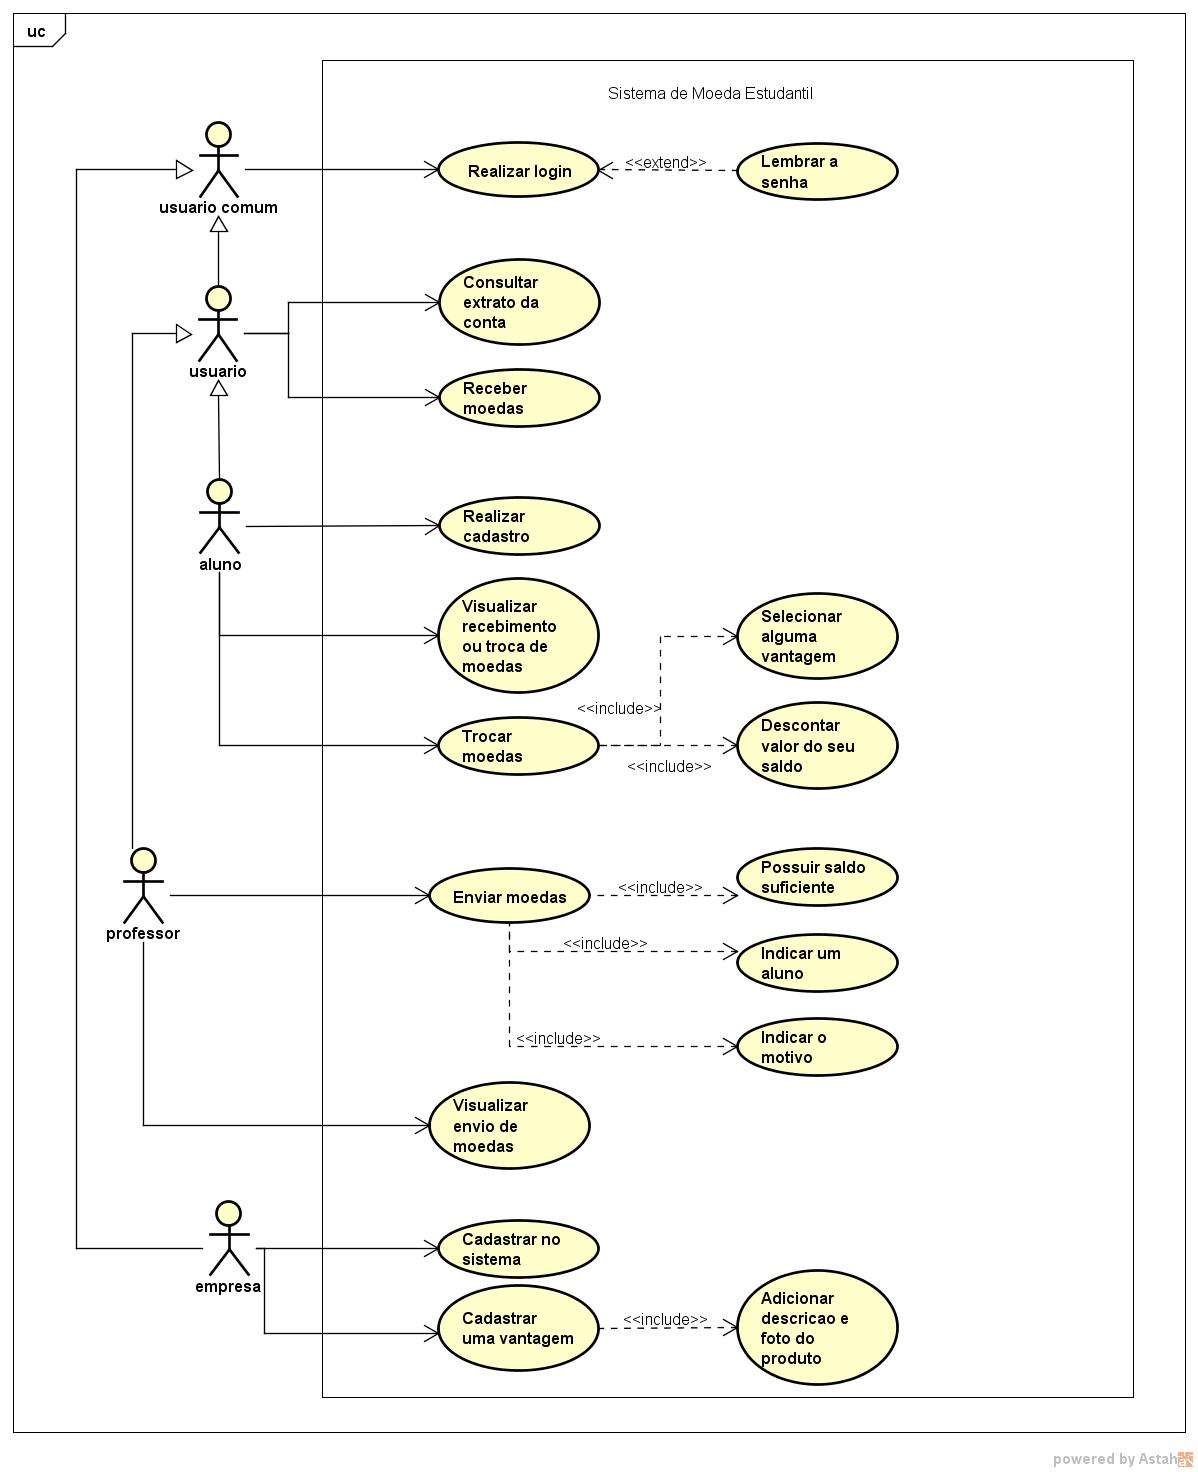 uc
Sistema de Moeda Estudantil
usuario comum
Realizar login
<<extend>>
Lembrar a
senha
usuario
Consultar
extrato da
conta
Receber
moedas
aluno
Realizar
cadastro
Visualizar
recebimento
ou troca de
moedas
Selecionar
alguma
vantagem
<<include>>
Trocar
moedas
<<include>>
Descontar
valor do seu
saldo
professor
Enviar moedas
<<include>>
Possuir saldo
suficiente
<<include>>
Indicar um
aluno
<<include>>
Indicar o
motivo
Visualizar
envio de
moedas
empresa
Cadastrar no
sistema
Cadastrar
uma vantagem
<<include>>
Adicionar
descricao e
foto do
produto
powered by Astah